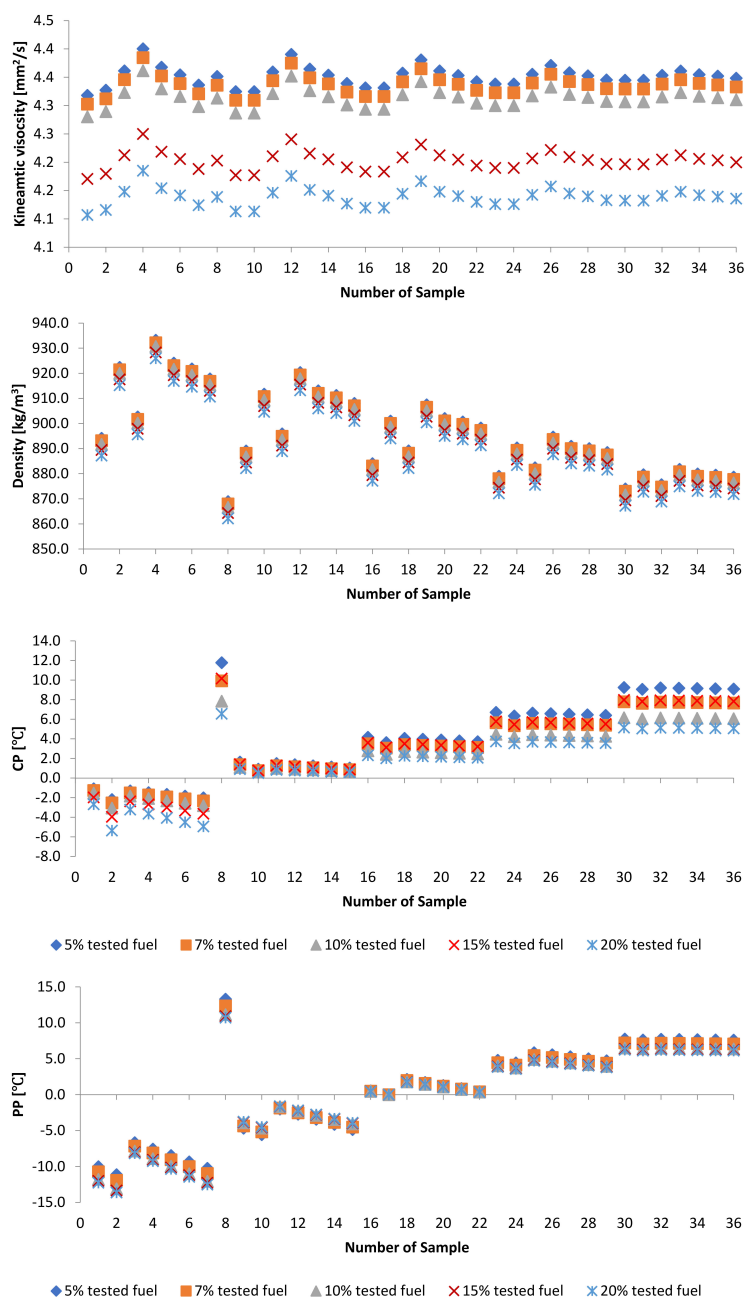 Kineamtic visocsity [mm²/s]
4.5
4.4
4.4
4.3
4.3
4.2
4.2
4.1
4.1
0 2 4 6 8 10 12 14 16 18 20 22 24 26 28 30 32 34 36
Number of Sample
Density [kg/m³]
940.0
930.0
920.0
910.0
900.0
890.0
880.0
870.0
860.0
850.0
0 2 4 6 8 10 12 14 16 18 20 22 24 26 28 30 32 34 36
Number of Sample
CP [°C]
14.0
12.0
10.0
8.0
6.0
4.0
2.0
0.0
-2.0
-4.0
-6.0
-8.0
0 2 4 6 8 10 12 14 16 18 20 22 24 26 28 30 32 34 36
Number of Sample
5% tested fuel 7% tested fuel 10% tested fuel 15% tested fuel 20% tested fuel
PP [°C]
15.0
10.0
5.0
0.0
-5.0
-10.0
-15.0
0 2 4 6 8 10 12 14 16 18 20 22 24 26 28 30 32 34 36
Number of Sample
5% tested fuel 7% tested fuel 10% tested fuel 15% tested fuel 20% tested fuel